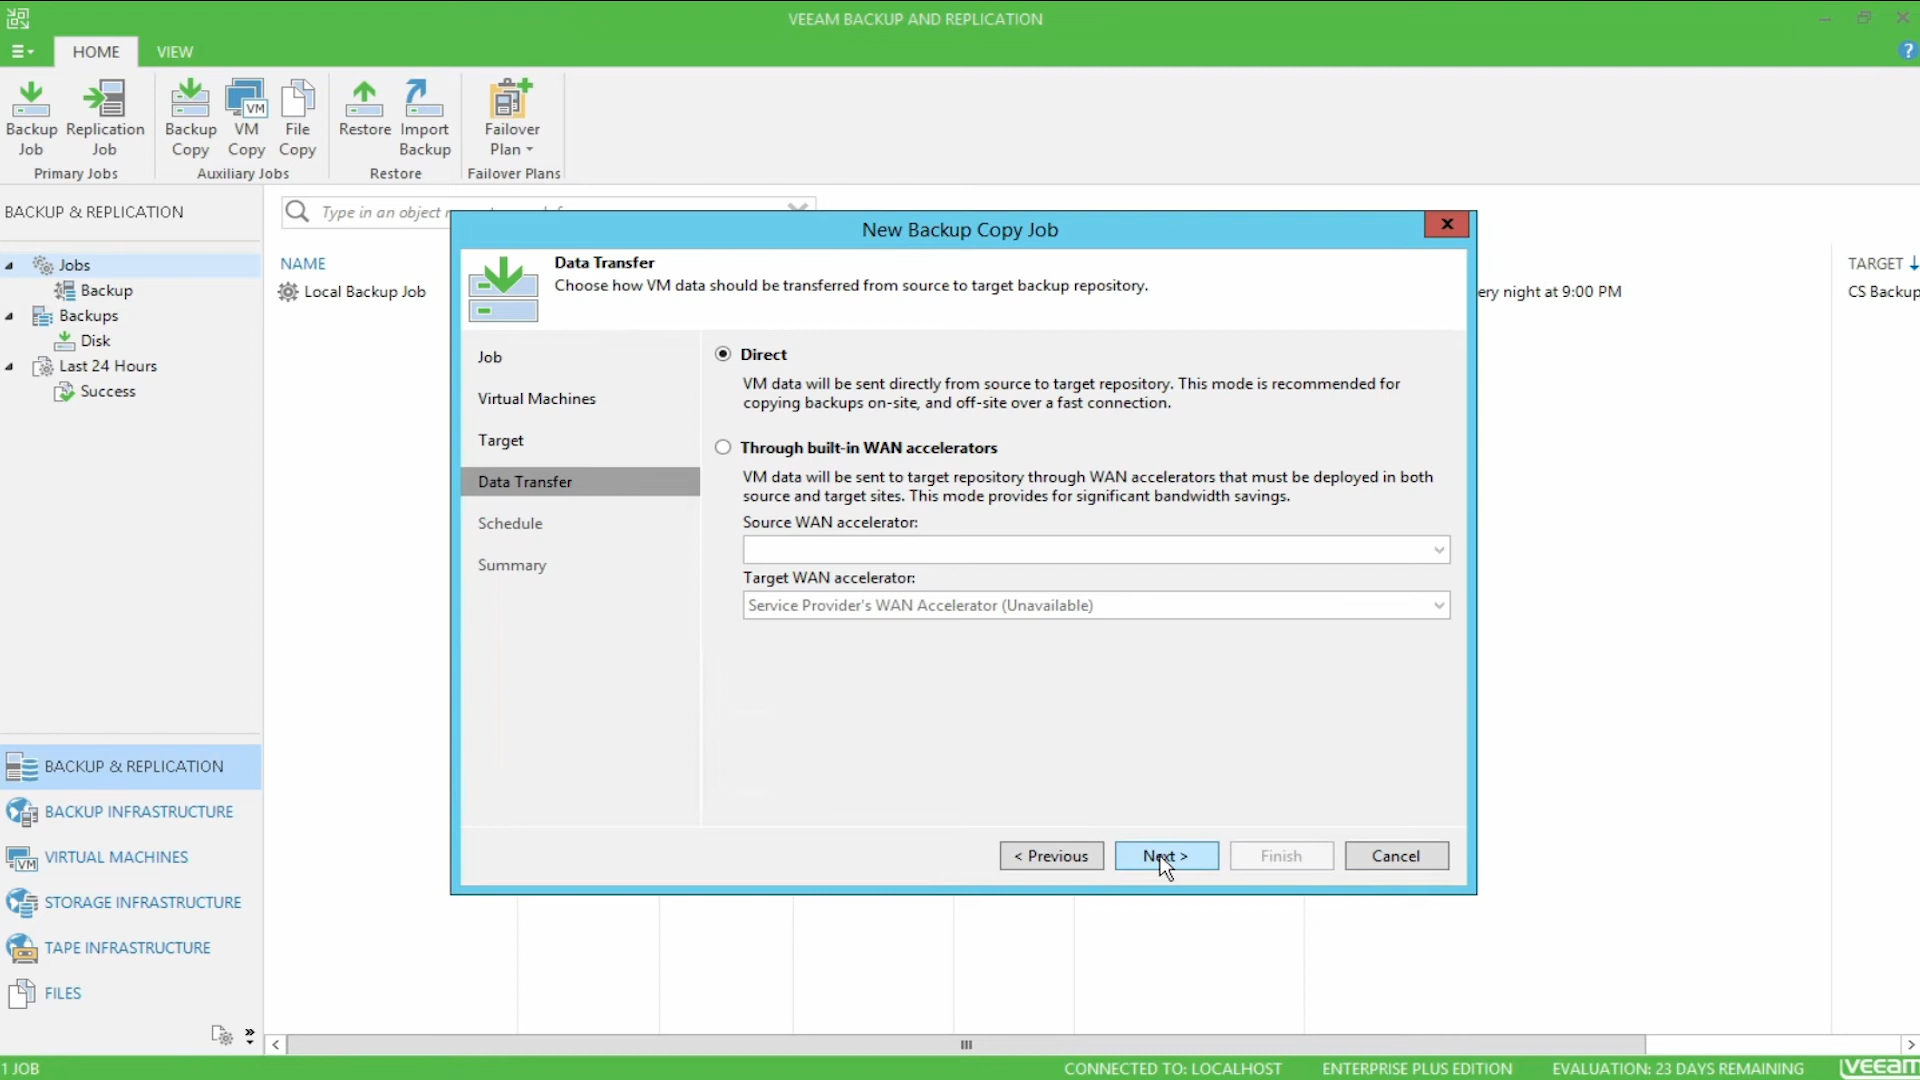 VEEAM BACKUP AND REPLICATION
HOME
VIEW
Backup Job
Replication Job
Primary Jobs
Backup Copy
VM Copy
File Copy
Auxiliary Jobs
Restore
Import Backup
Restore
Failover Plan
Failover Plans
BACKUP & REPLICATION
Jobs
Backup
Backups
Disk
Last 24 Hours
Success
BACKUP & REPLICATION
BACKUP INFRASTRUCTURE
VIRTUAL MACHINES
STORAGE INFRASTRUCTURE
TAPE INFRASTRUCTURE
FILES
Type in an object
NAME
Local Backup Job
ery night at 9:00 PM
TARGET
CS Backup
New Backup Copy Job
X
Data Transfer
Choose how VM data should be transferred from source to target backup repository.
Job
Virtual Machines
Target
Data Transfer
Schedule
Summary
Direct
VM data will be sent directly from source to target repository. This mode is recommended for
copying backups on-site, and off-site over a fast connection.
Through built-in WAN accelerators
VM data will be sent to target repository through WAN accelerators that must be deployed in both
source and target sites. This mode provides for significant bandwidth savings.
Source WAN accelerator:
Target WAN accelerator:
Service Provider's WAN Accelerator (Unavailable)
< Previous
Next >
Finish
Cancel
1 JOB
CONNECTED TO: LOCALHOST
ENTERPRISE PLUS EDITION
EVALUATION: 23 DAYS REMAINING
veeam